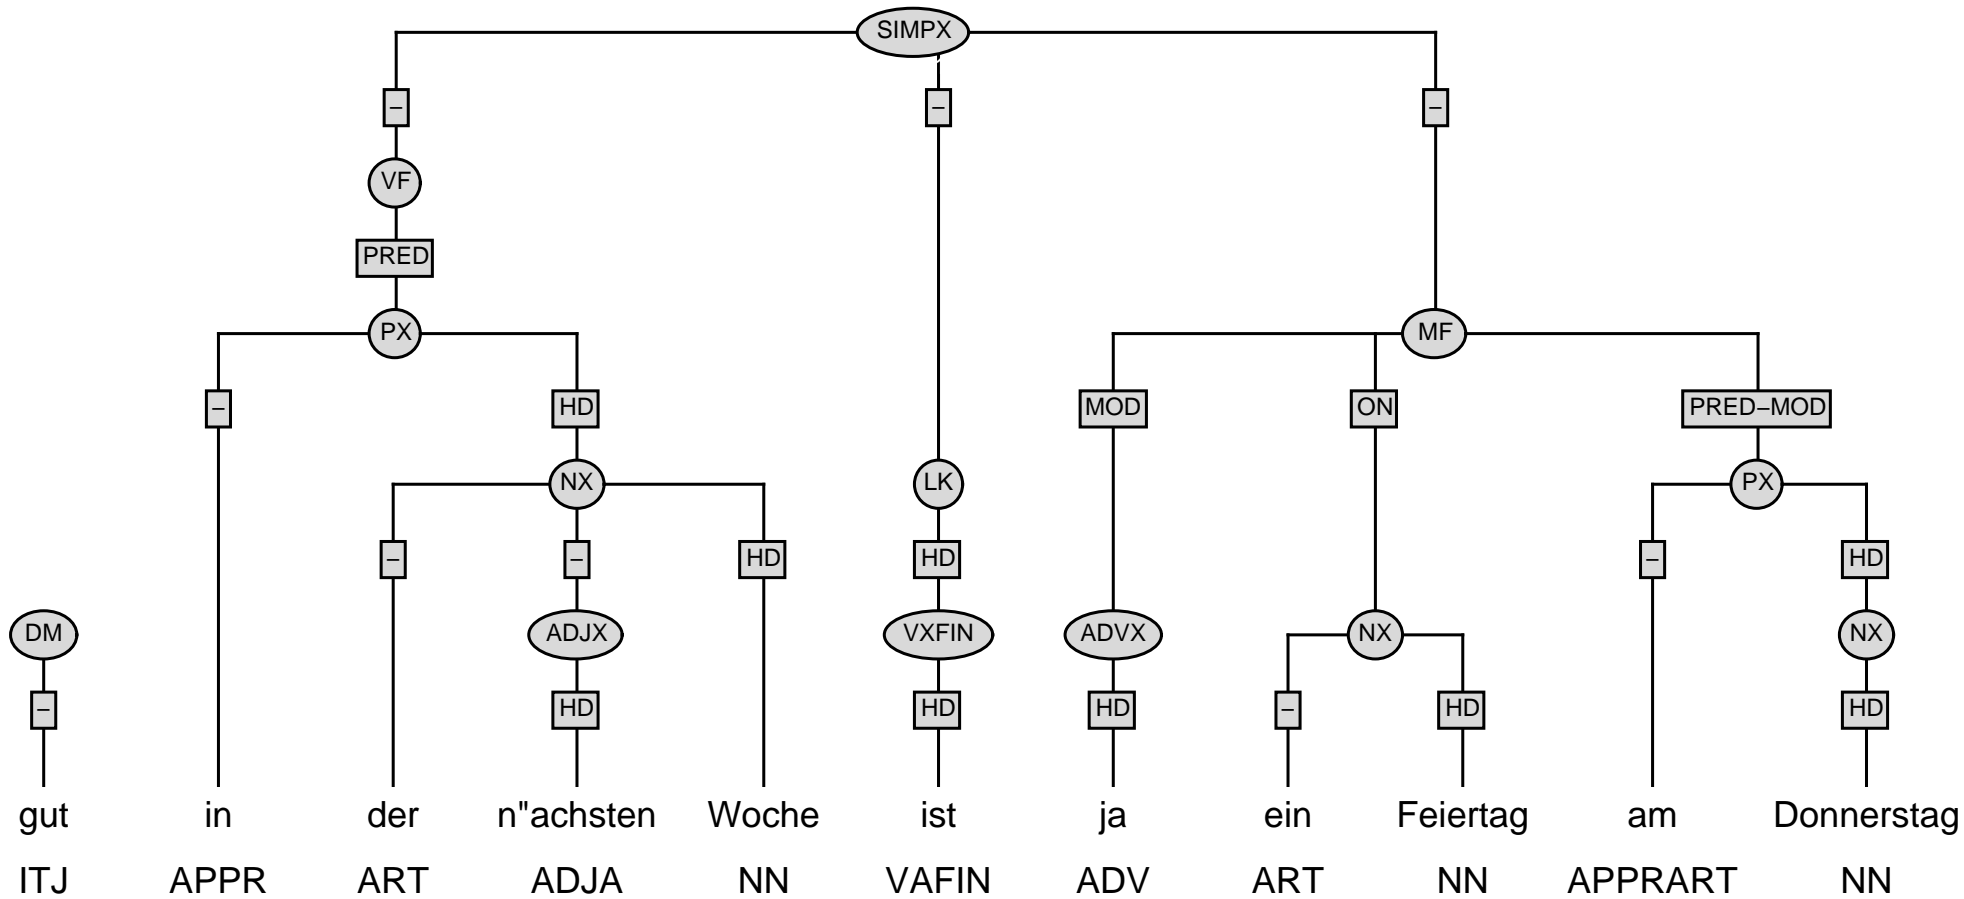 SIMPX
– – –
VF
PRED
PX MF
– HD MOD ON PRED–MOD
NX LK PX
– – HD HD – HD
DM ADJX VXFIN ADVX NX NX
– HD HD HD – HD HD
gut in der n"achsten Woche ist ja ein Feiertag am Donnerstag
ITJ APPR ART ADJA NN VAFIN ADV ART NN APPRART NN